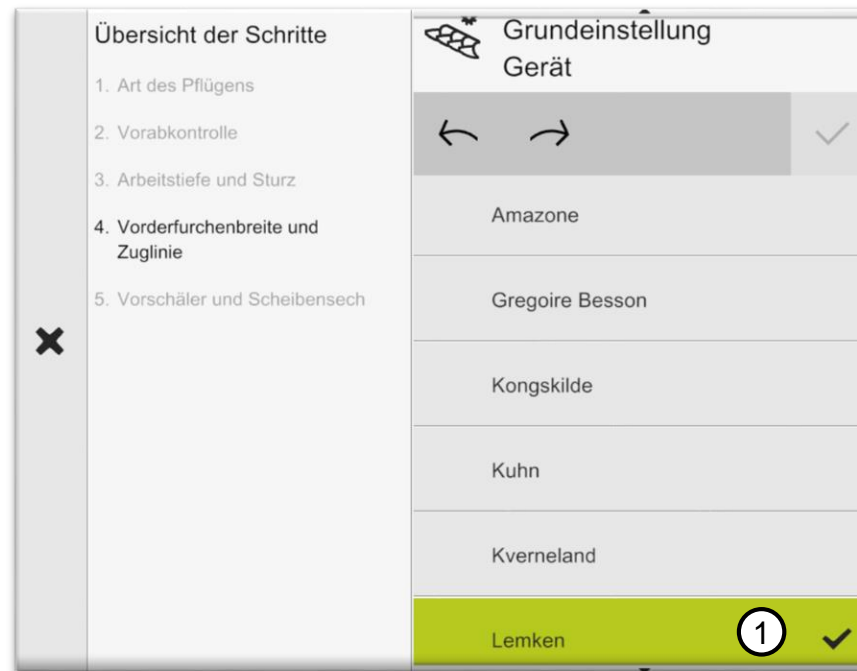 Übersicht der Schritte
1. Art des Pflügens
2. Vorabkontrolle
3. Arbeitstiefe und Sturz
4. Vorderfurchenbreite und
Zuglinie
5. Vorschäler und Scheibensech
Grundeinstellung
Gerät
Amazone
Gregoire Besson
Kongskilde
Kuhn
Kverneland
Lemken
1